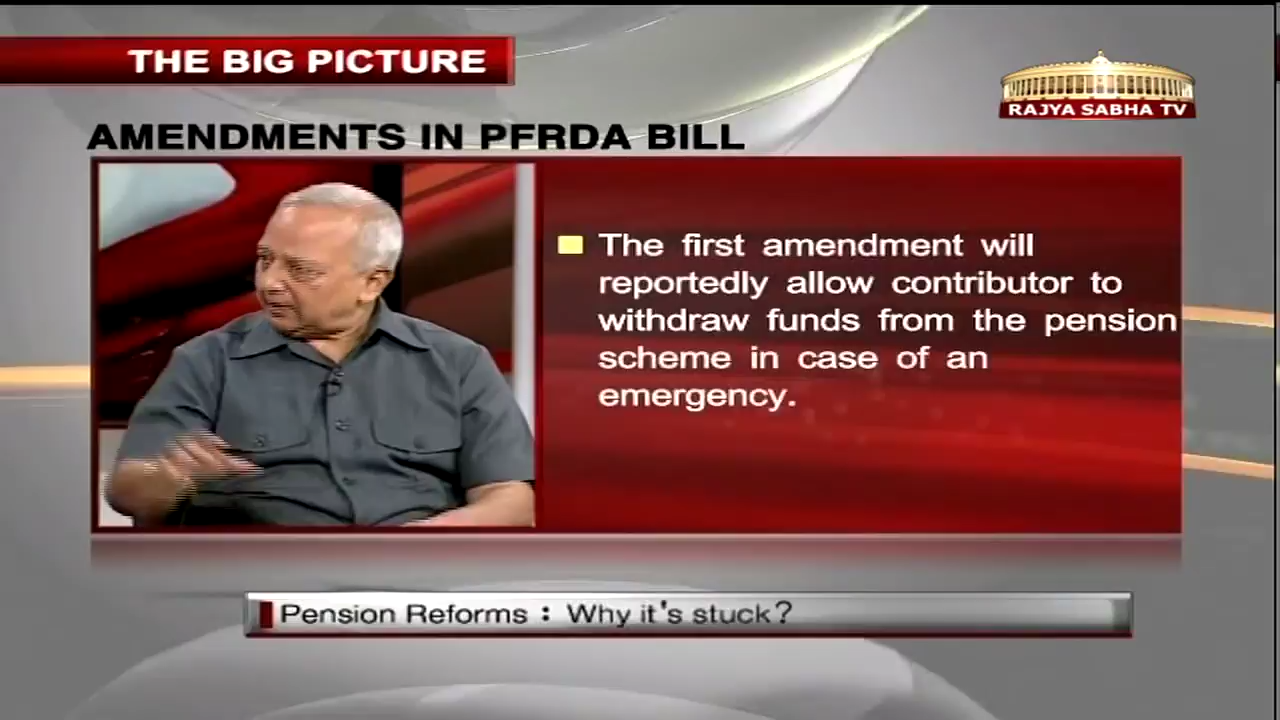 THE BIG PICTURE
RAJYA SABHA TV
AMENDMENTS IN PFRDA BILL
The first amendment will
reportedly allow contributor to
withdraw funds from the pension
scheme in case of an
emergency.
Pension Reforms : Why it's stuck?